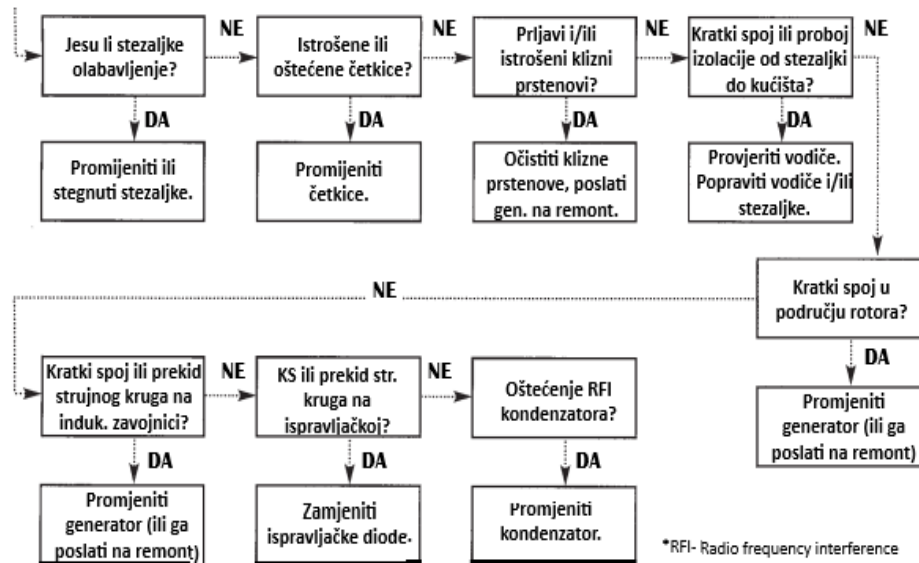 Jesu li stezaljke
olabavljenje?
NE
Istrošene ili
oštećene četkice?
NE
Prljavi i/ili
istrošeni klizni
prstenovi?
NE
Kratki spoj ili proboj
izolacije od stezaljki
do kućišta?
DA
DA
DA
DA
Promijeniti ili
stegnuti stezaljke.
Promijeniti
četkice.
Očistiti klizne
prstenove, poslati
gen. na remont.
Provjeriti vodiče.
Popraviti vodiče i/ili
stezaljke.
NE
Kratki spoj u
području rotora?
DA
Promjeniti
generator (ili ga
poslati na remont)
Kratki spoj ili prekid
strujnog kruga na
induk. zavojnici?
NE
KS ili prekid str.
kruga na
ispravljačkoj?
NE
Oštećenje RFI
kondenzatora?
DA
DA
DA
Promjeniti
generator (ili ga
poslati na remont)
Zamjeniti
ispravljačke diode.
Promjeniti
kondenzator.
*RFI- Radio frequency interference